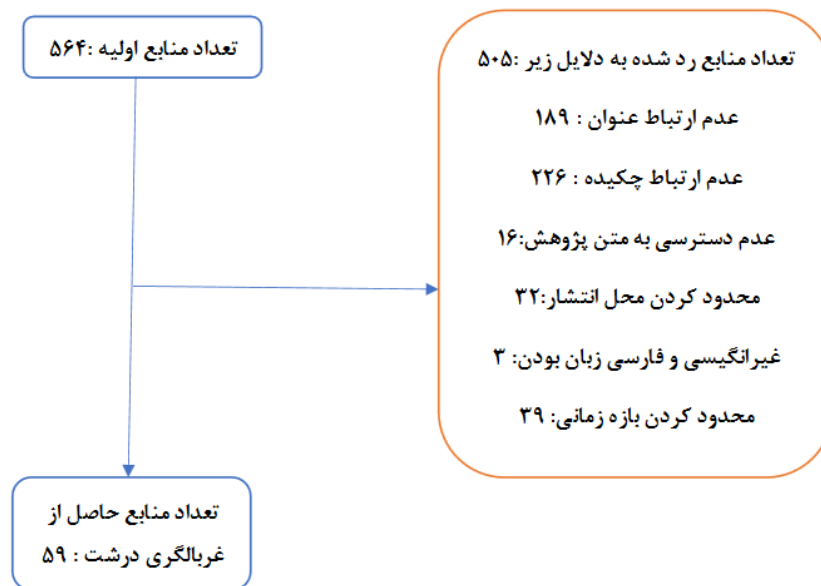 تعداد منابع اولیه :۵۶۴
تعداد منابع رد شده به دلایل زیر :۵۰۵
عدم ارتباط عنوان : ۱۸۹
عدم ارتباط چکیده : ۲۲۶
عدم دسترسی به متن پژوهش:۱۶
محدود کردن محل انتشار:۳۲
غیرانگیسی و فارسی زبان بودن: ۳
محدود کردن بازه زمانی: ۳۹
تعداد منابع حاصل از
غربالگری درشت : ۵۹